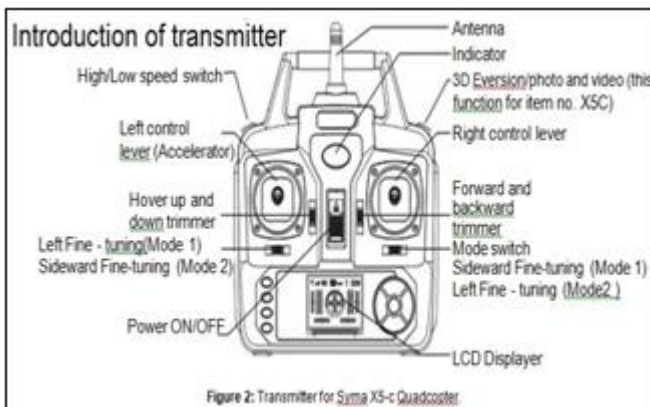 Introduction of transmitter
Antenna
Indicator
High/Low speed switch
3D Eversion/photo and video (this
function for item no. X5C)
Left control
lever (Accelerator)
Right control lever
Hover up and
down trimmer
Forward and
backward
trimmer
Left Fine - tuning(Mode 1)
Sideward Fine-tuning (Mode 2)
Mode switch
Sideward Fine-tuning (Mode 1)
Left Fine - tuning (Mode2 )
Power ON/OFF
LCD Displayer
Figure 2: Transmitter for Syma X5-c Quadcopter.